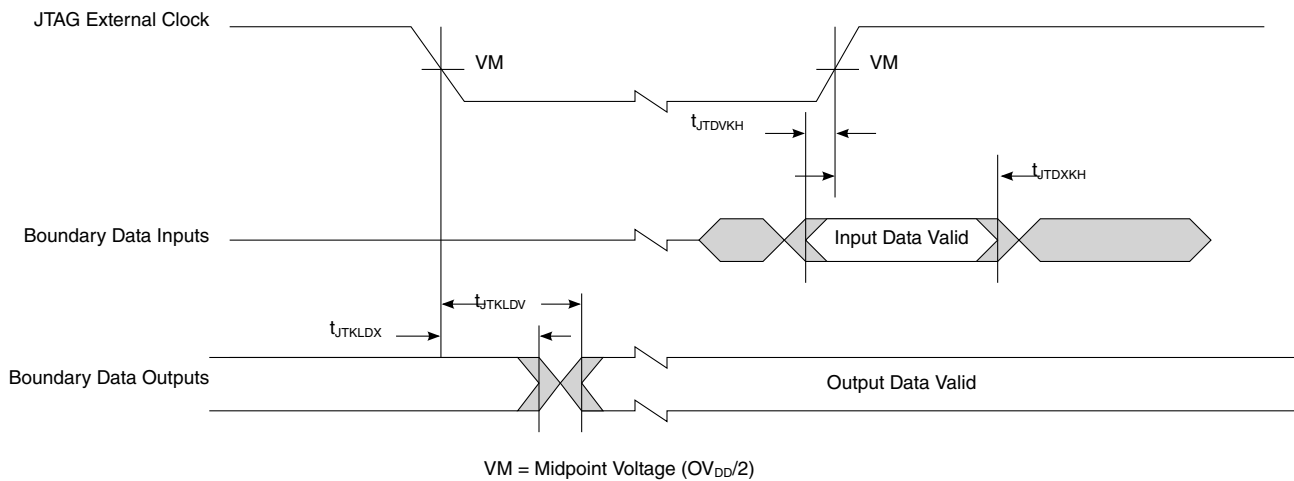 JTAG External Clock
VM
VM
tJTDVKH
tJTDXKH
Boundary Data Inputs
Input Data Valid
tJTKLDV
tJTKLDX
Boundary Data Outputs
Output Data Valid
VM = Midpoint Voltage (OVDD/2)